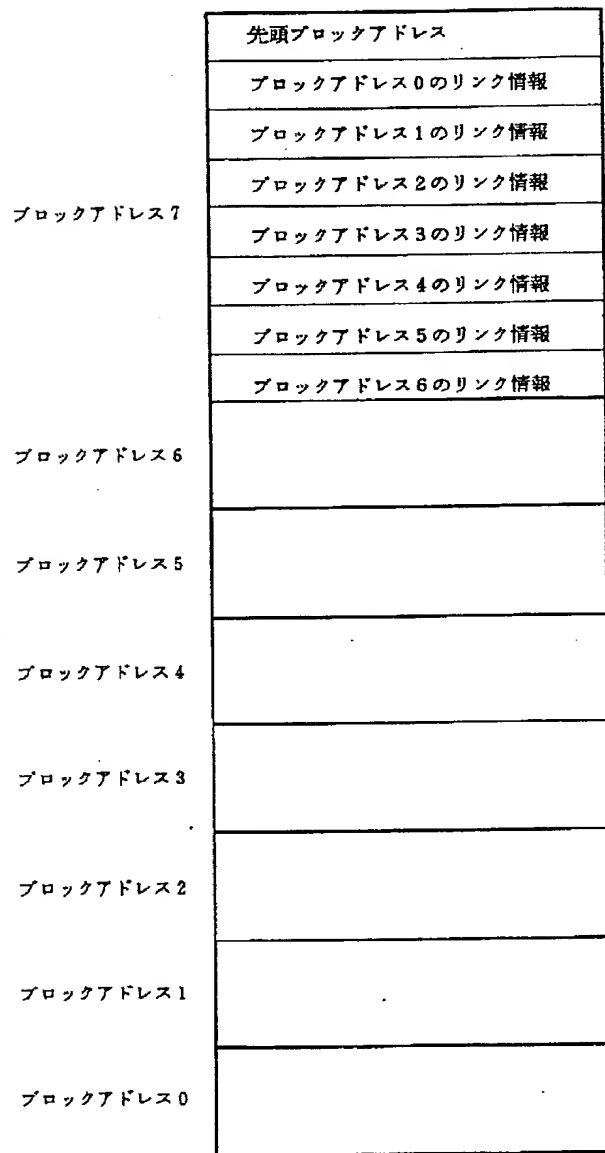 先頭ブロックアドレス
ブロックアドレス0のリンク情報
ブロックアドレス1のリンク情報
ブロックアドレス2のリンク情報
ブロックアドレス7
ブロックアドレス3のリンク情報
ブロックアドレス4のリンク情報
ブロックアドレス5のリンク情報
ブロックアドレス6のリンク情報
ブロックアドレス6
ブロックアドレス5
ブロックアドレス4
ブロックアドレス3
ブロックアドレス2
ブロックアドレス1
ブロックアドレス0